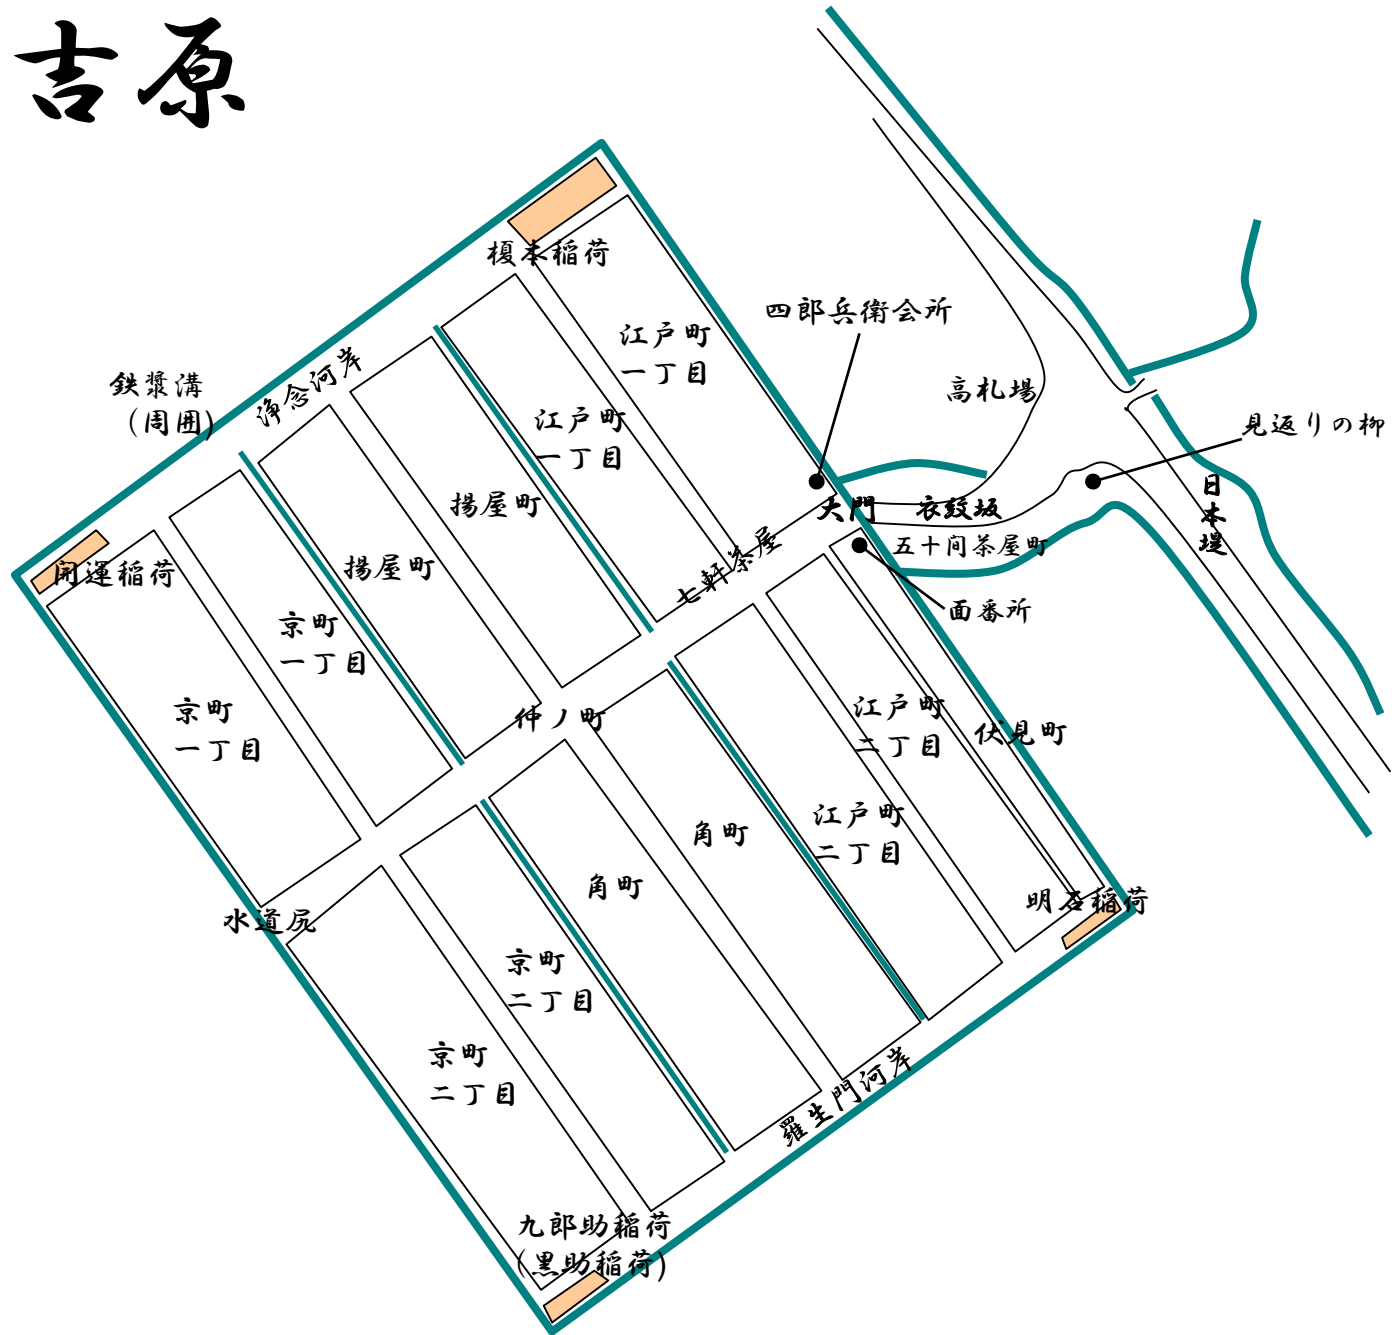 吉原
榎本稲荷
四郎兵衛会所
江戸町
一丁目
鉄漿溝
（周囲）
浄念河岸
高札場
江戸町
一丁目
見返りの柳
揚屋町
日本堤
大門
衣紋坂
五十间茶屋町
七軒茶屋
開運稲荷
揚屋町
面番所
京町
一丁目
京町
一丁目
仲ノ町
江戸町
二丁目
伏見町
江戸町
二丁目
角町
角町
明石稲荷
水道尻
京町
二丁目
京町
二丁目
羅生門河岸
九郎助稲荷
（黒助稲荷）